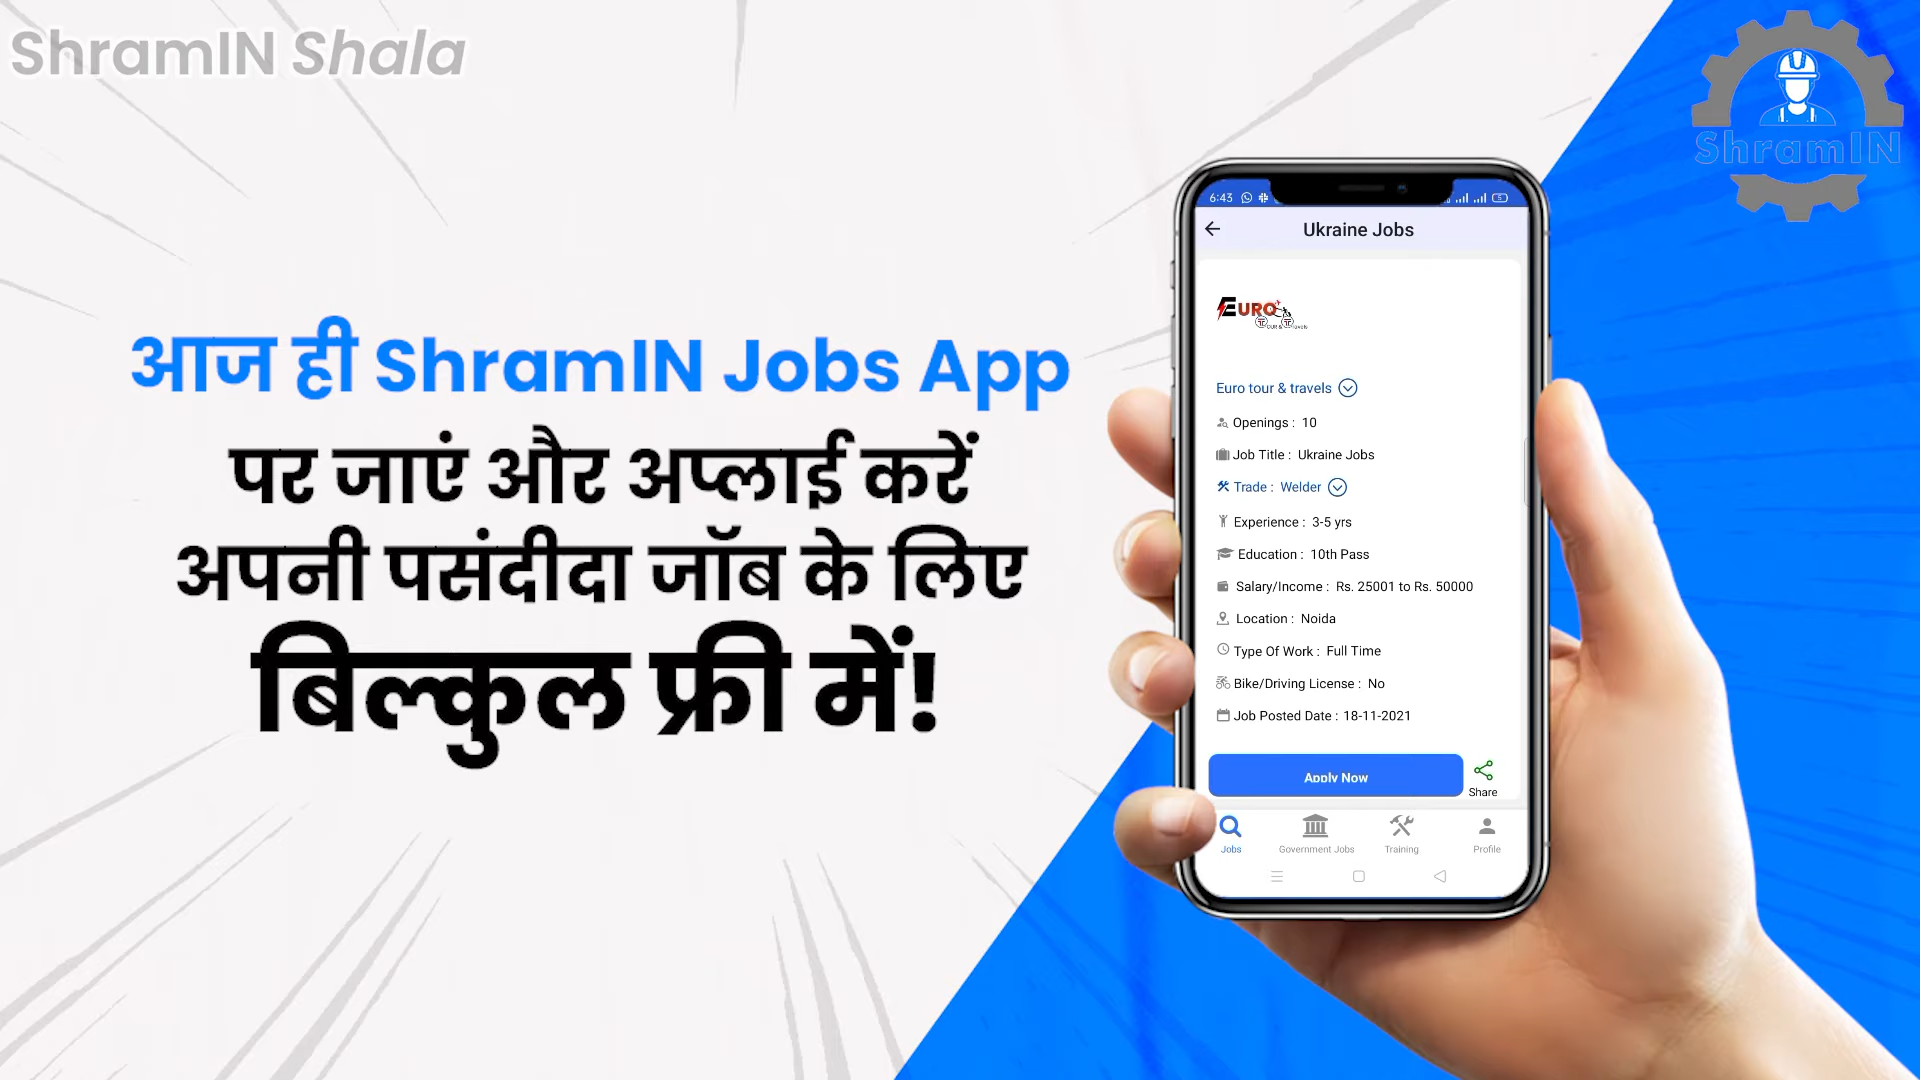 ShramIN Shala
ShramIN
आज ही ShramIN Jobs App
पर जाएं और अप्लाई करें
अपनी पसंदीदा जॉब के लिए
बिल्कुल फ्री में!
6:43
Ukraine Jobs
EURO
Euro tour & travels
Openings : 10
Job Title : Ukraine Jobs
Trade : Welder
Experience : 3-5 yrs
Education : 10th Pass
Salary/Income : Rs. 25001 to Rs. 50000
Location : Noida
Type Of Work : Full Time
Bike/Driving License : No
Job Posted Date : 18-11-2021
Apply Now
Share
Jobs Government Jobs Training Profile